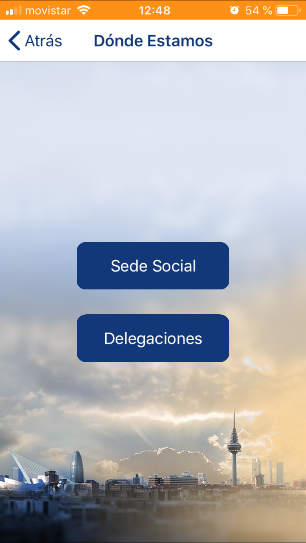 movistar 12:48 54 %
Atrás Dónde Estamos
Sede Social
Delegaciones